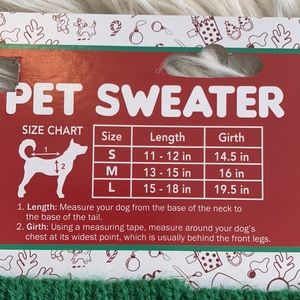 PET SWEATER
SIZE CHART
1
2
Size Length Girth
S 11 - 12 in 14.5 in
M 13 - 15 in 16 in
L 15 - 18 in 19.5 in
1. Length: Measure your dog from the base of the neck to
the base of the tail.
2. Girth: Using a measuring tape, measure around your dog's
chest at its widest point, which is usually behind the front legs.